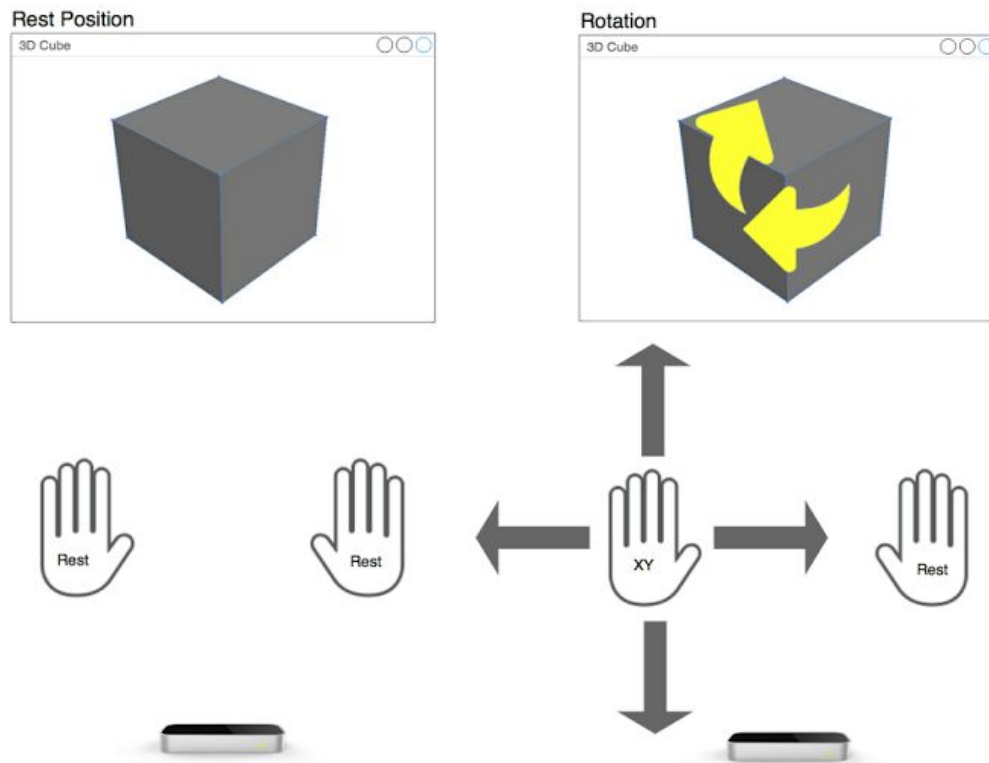 Rest Position
3D Cube
Rest
Rest
Rotation
3D Cube
XY
Rest